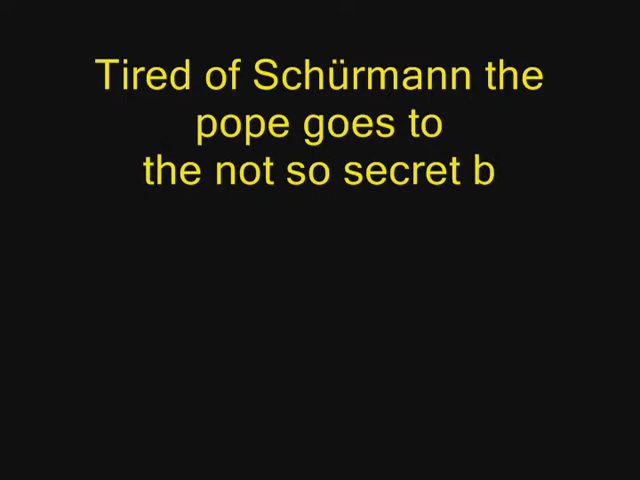 Tired of Schürmann the
pope goes to
the not so secret b